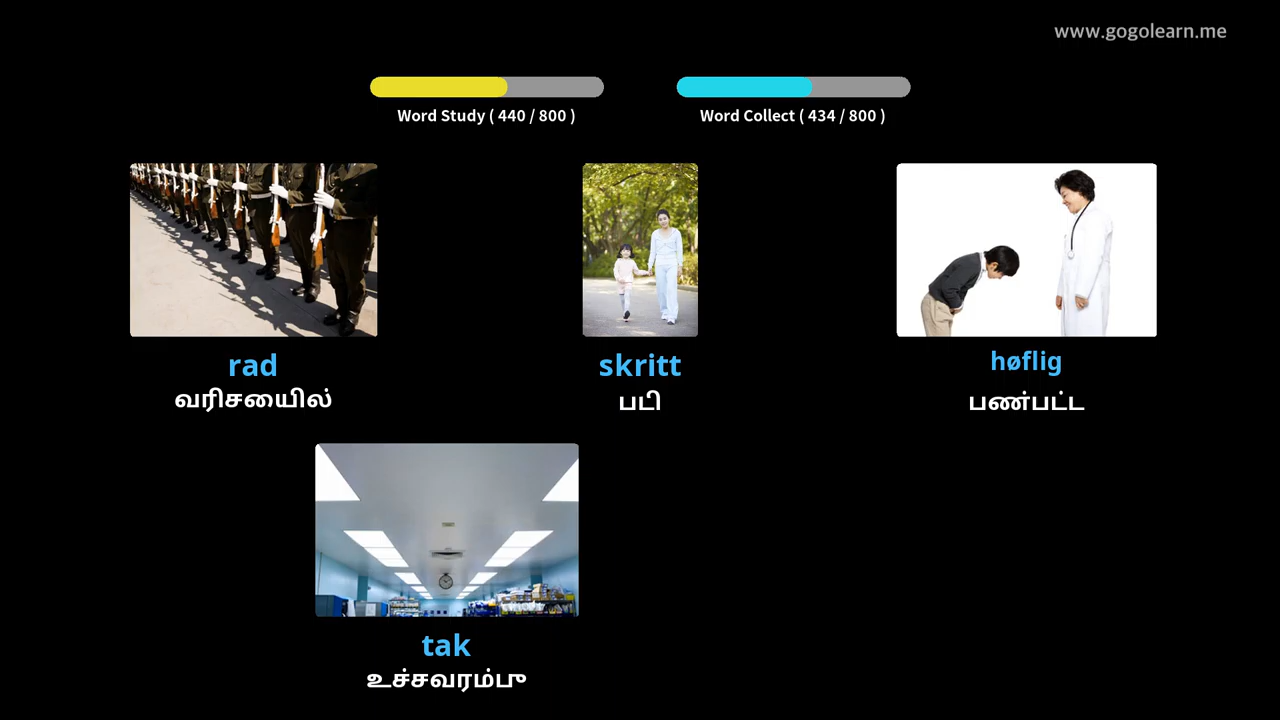 www.gogolearn.me
Word Study ( 440 / 800 )
Word Collect ( 434 / 800 )
rad
வரிசையில்
skritt
படி
høflig
பண்பட்ட
tak
உச்சவரம்பு